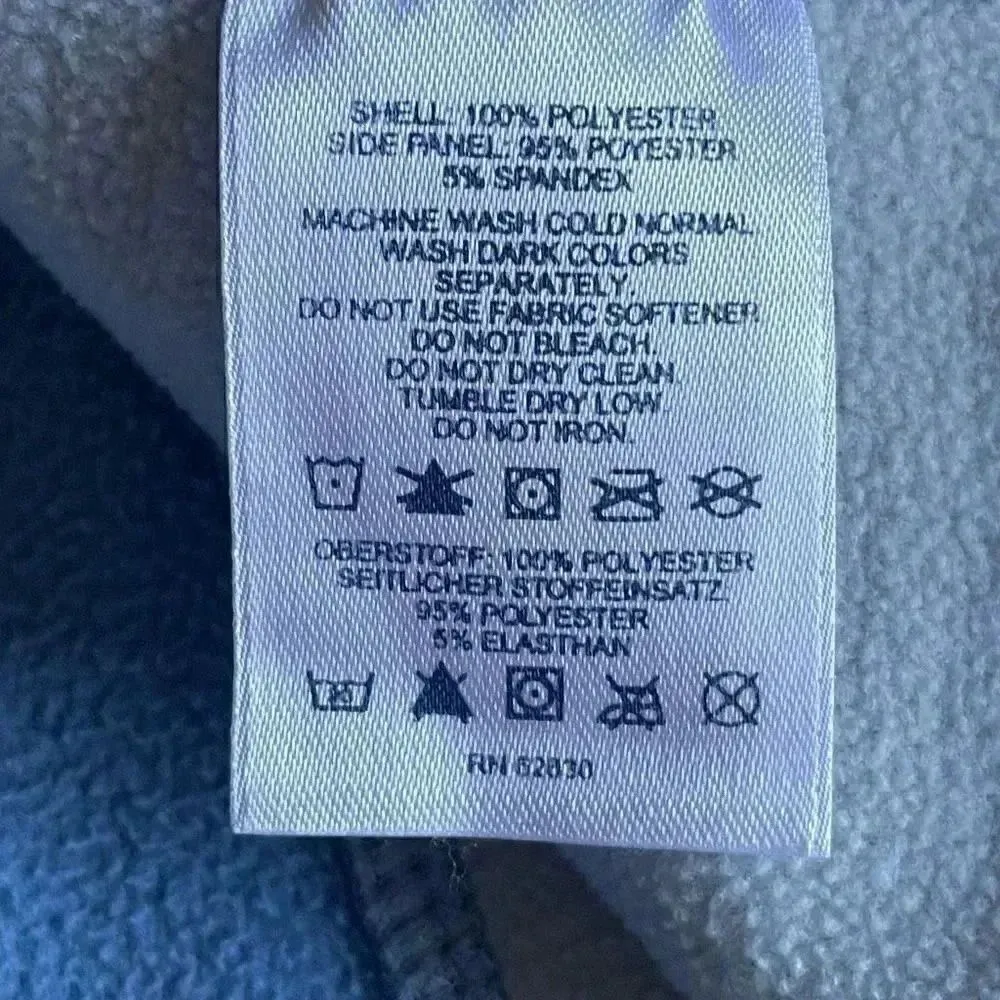 SHELL: 100% POLYESTER
SIDE PANEL: 95% POYESTER
5% SPANDEX
MACHINE WASH COLD NORMAL
WASH DARK COLORS
SEPARATELY.
DO NOT USE FABRIC SOFTENER
DO NOT BLEACH.
DO NOT DRY CLEAN
TUMBLE DRY LOW.
DO NOT IRON.
OBERSTOFF: 100% POLYESTER
SEITLICHER STOFFEINSATZ
95% POLYESTER
5% ELASTHAN
RN